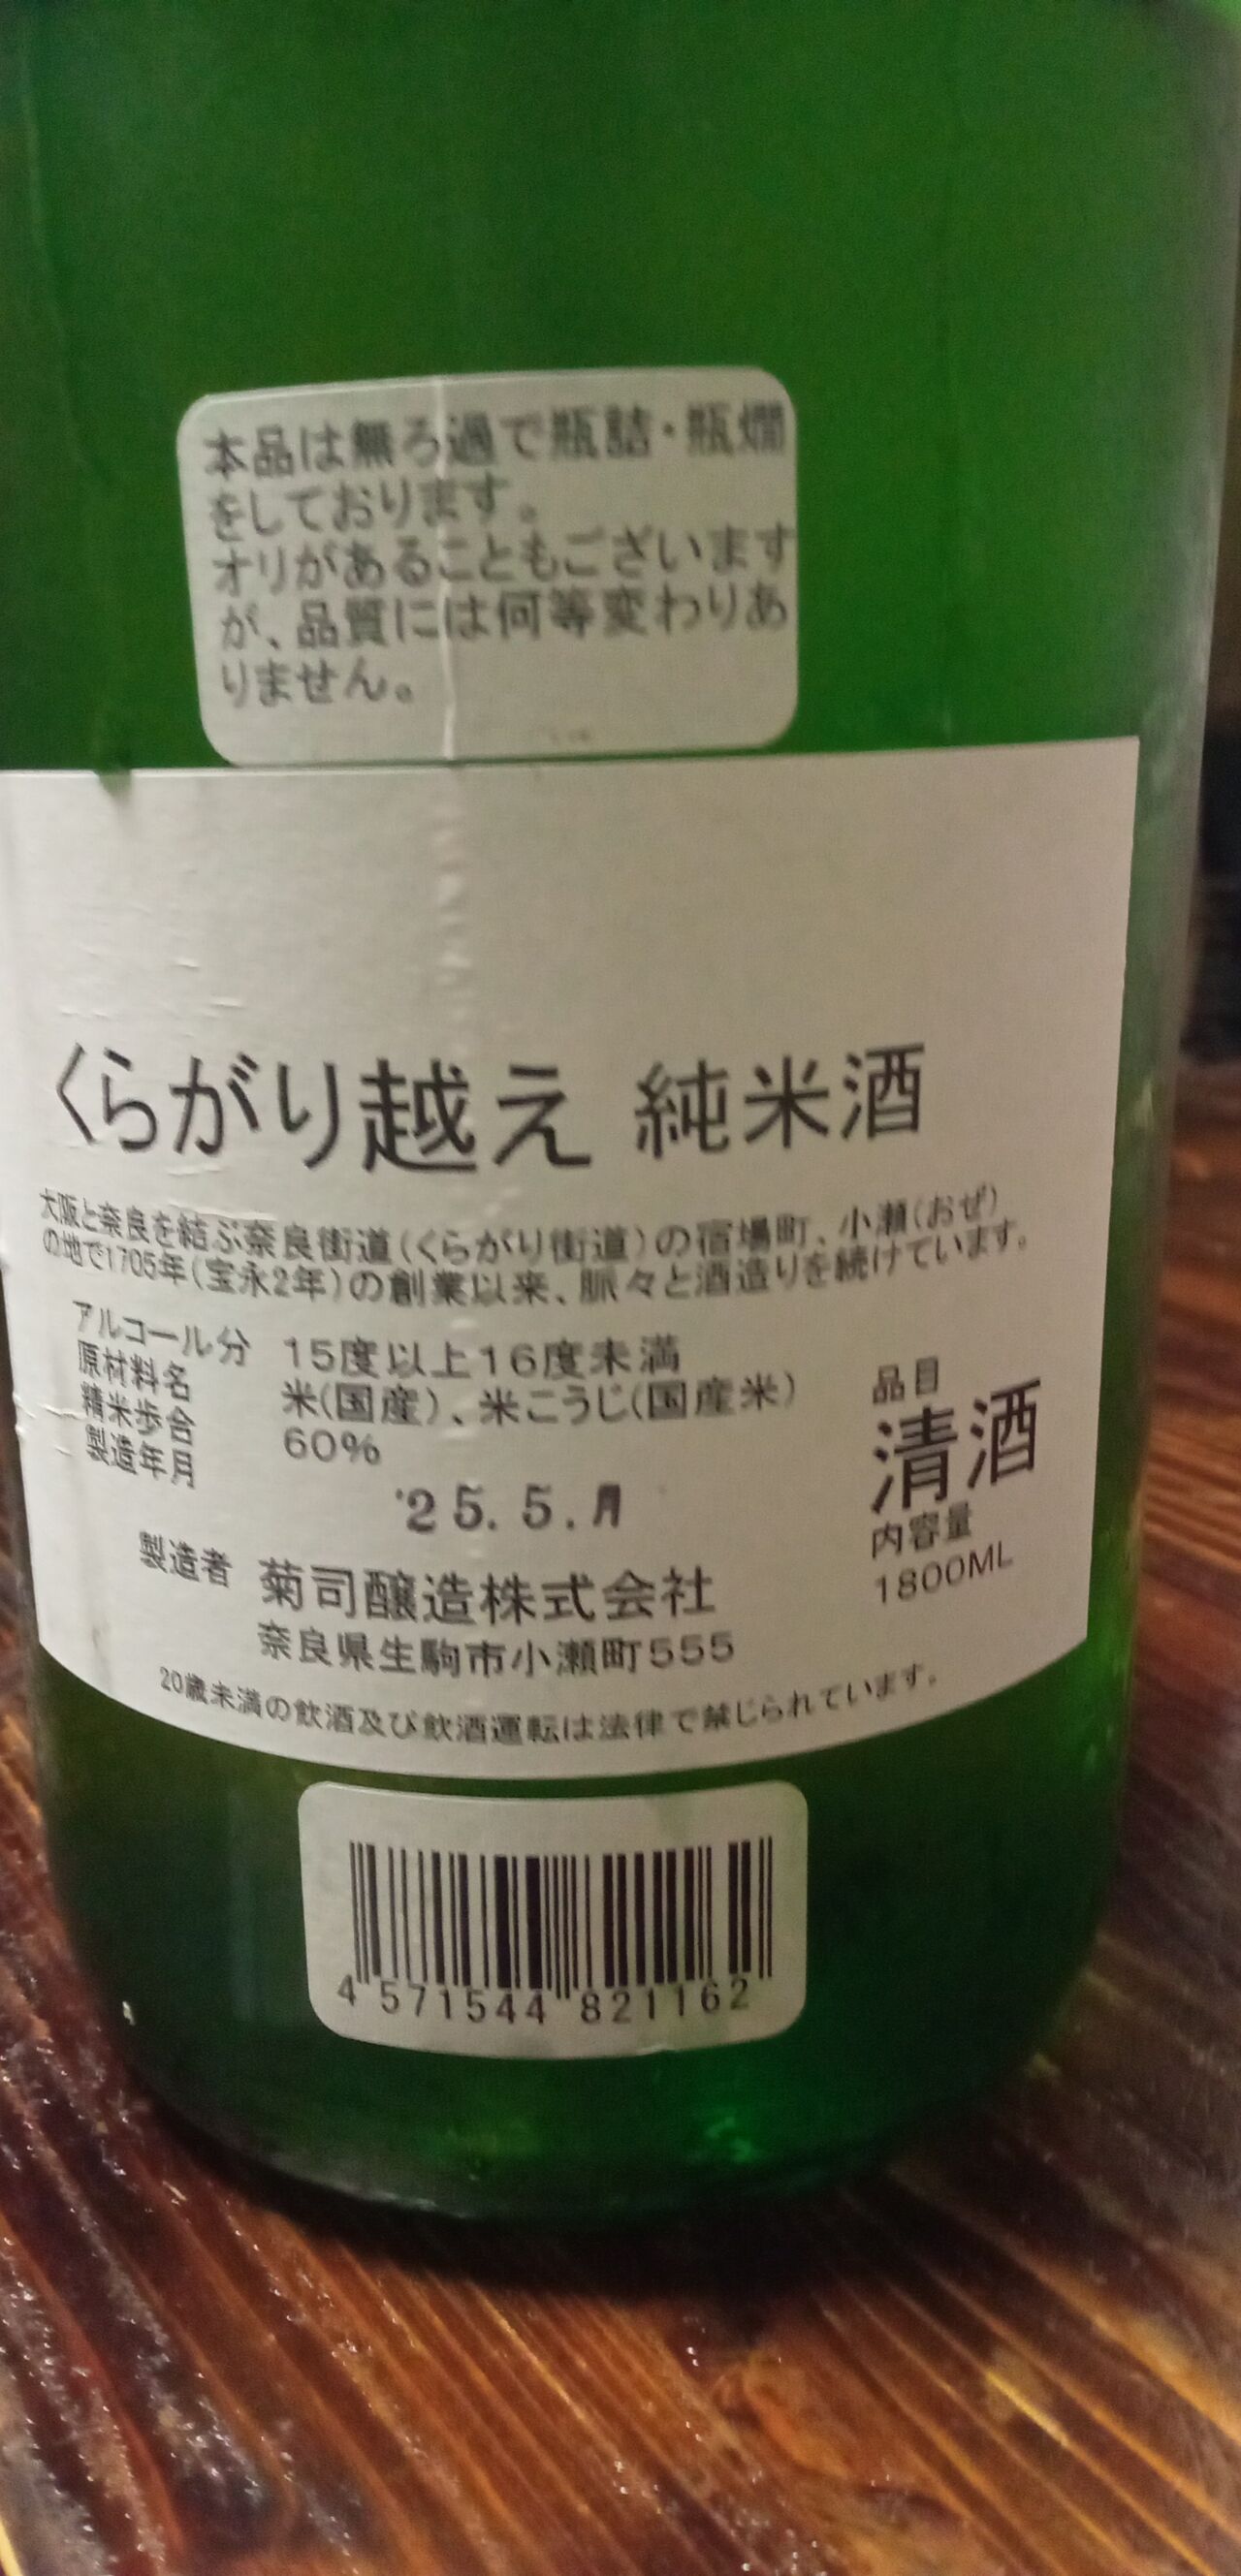 本品は無ろ過で瓶詰・瓶燗
をしております。
オリがあることもございます
が、品質には何等変わりあ
りません。
くらがり越え 純米酒
大阪と奈良を結ぶ奈良街道(くらがり街道)の宿場町、小瀬(おぜ)
の地で1705年(宝永2年)の創業以来、脈々と酒造りを続けています。
アルコール分 15度以上16度未満
原材料名 米(国産)、米こうじ(国産米)
精米歩合 60%
製造年月
'25.5.月
製造者 菊司醸造株式会社
奈良県生駒市小瀬町555
品目
清酒
内容量
1800ML
20歳未満の飲酒及び飲酒運転は法律で禁じられています。
4 571544 821162